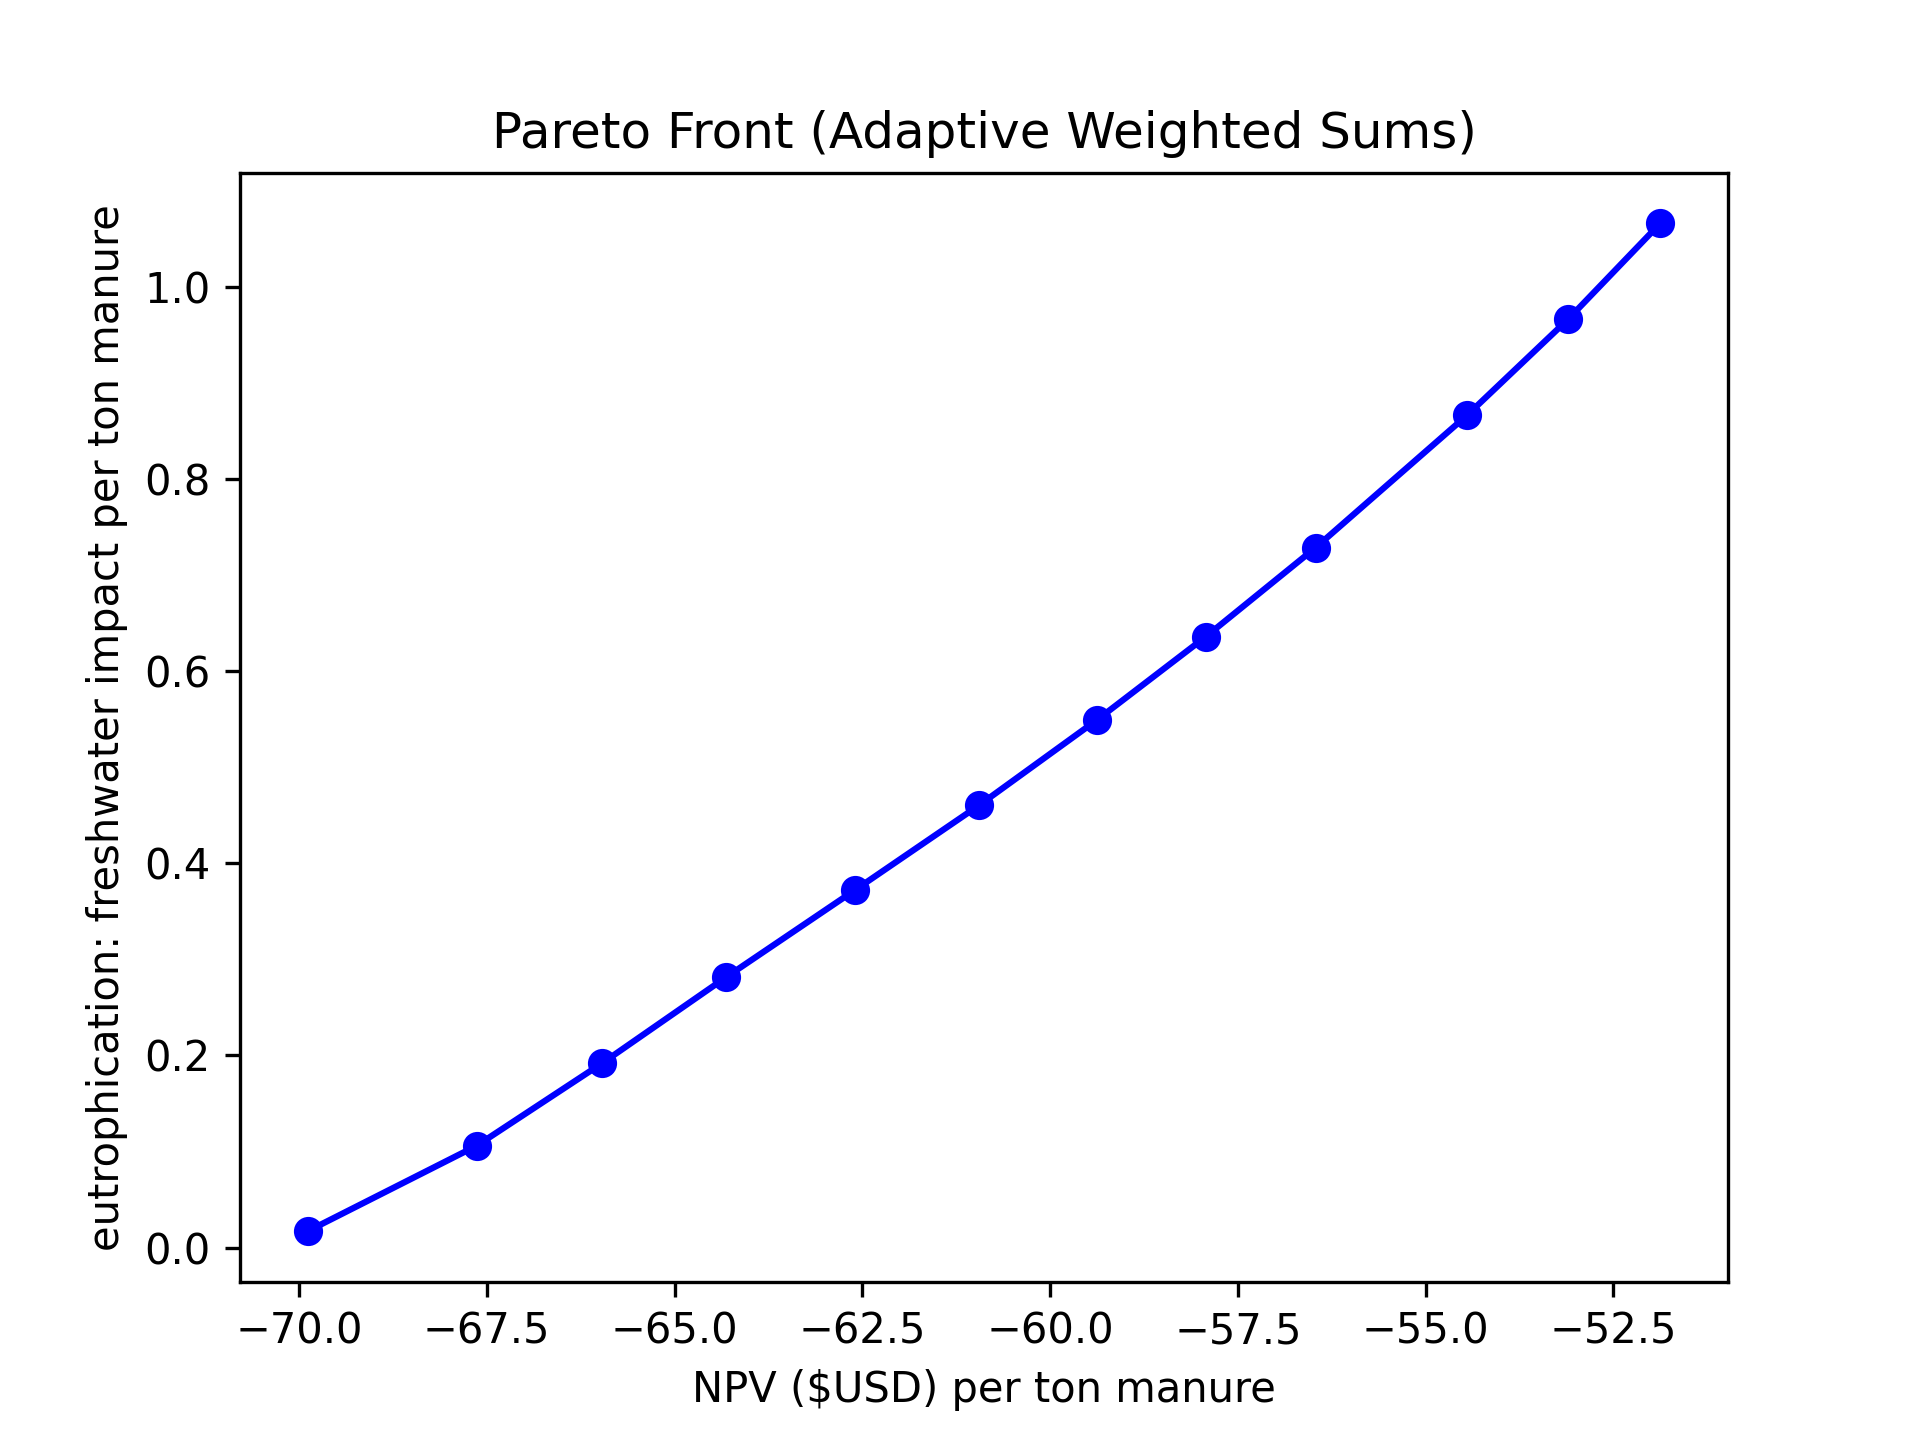 Pareto Front (Adaptive Weighted Sums)
eutrophication: freshwater impact per ton manure
1.0
0.8
0.6
0.4
0.2
0.0
−70.0 −67.5 −65.0 −62.5 −60.0 −57.5 −55.0 −52.5
NPV ($USD) per ton manure